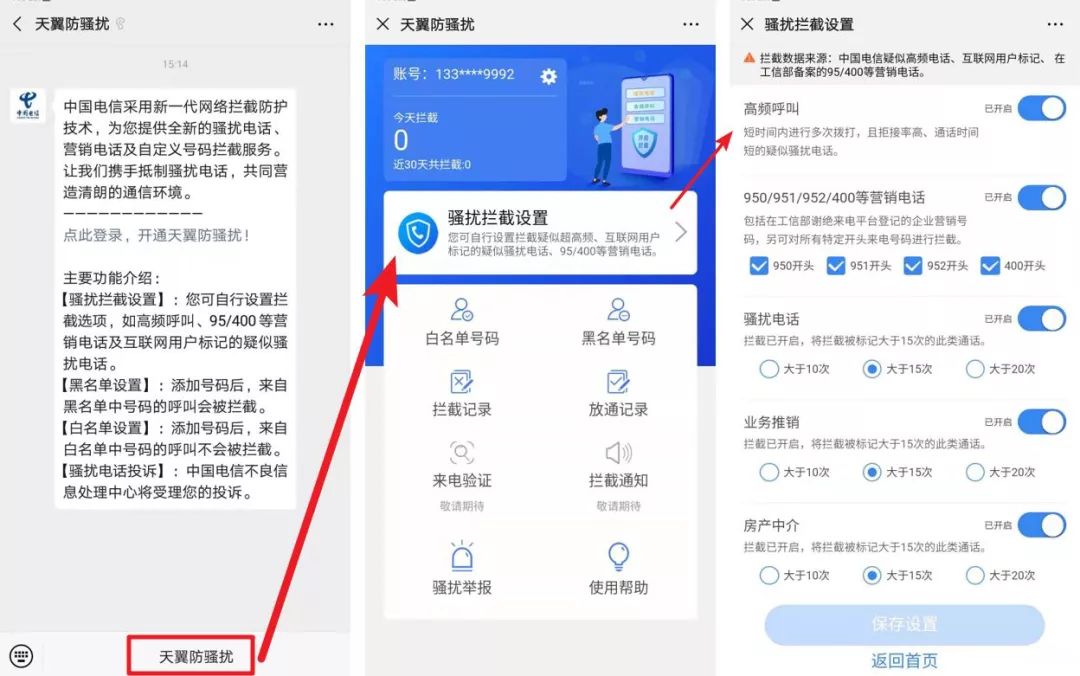 天翼防骚扰
15:14
中国电信
中国电信采用新一代网络拦截防护
技术，为您提供全新的骚扰电话、
营销电话及自定义号码拦截服务。
让我们携手抵制骚扰电话，共同营
造清朗的通信环境。
—————————————
点此登录，开通天翼防骚扰！
主要功能介绍：
【骚扰拦截设置】：您可自行设置拦
截选项，如高频呼叫、95/400 等营
销电话及互联网用户标记的疑似骚
扰电话。
【黑名单设置】：添加号码后，来自
黑名单中号码的呼叫会被拦截。
【白名单设置】：添加号码后，来自
白名单中号码的呼叫不会被拦截。
【骚扰电话投诉】：中国电信不良信
息处理中心将受理您的投诉。
天翼防骚扰
天翼防骚扰
账号：133****9992
今天拦截
0
近30天共拦截:0
骚扰拦截设置
您可自行设置拦截疑似超高频、互联网用户
标记的疑似骚扰电话、95/400等营销电话。
白名单号码
黑名单号码
拦截记录
放通记录
来电验证
敬请期待
拦截通知
敬请期待
骚扰举报
使用帮助
骚扰拦截设置
拦截数据来源：中国电信疑似高频电话、互联网用户标记、 在
工信部备案的95/400等营销电话。
高频呼叫
已开启
短时间内进行多次拨打，且拒接率高、通话时间
短的疑似骚扰电话。
950/951/952/400等营销电话
已开启
包括在工信部谢绝来电平台登记的企业营销号
码，另可对所有特定开头来电号码进行拦截。
950开头
951开头
952开头
400开头
骚扰电话
已开启
拦截已开启，将拦截被标记大于15次的此类通话。
大于10次
大于15次
大于20次
业务推销
已开启
拦截已开启，将拦截被标记大于15次的此类通话。
大于10次
大于15次
大于20次
房产中介
已开启
拦截已开启，将拦截被标记大于15次的此类通话。
大于10次
大于15次
大于20次
保存设置
返回首页